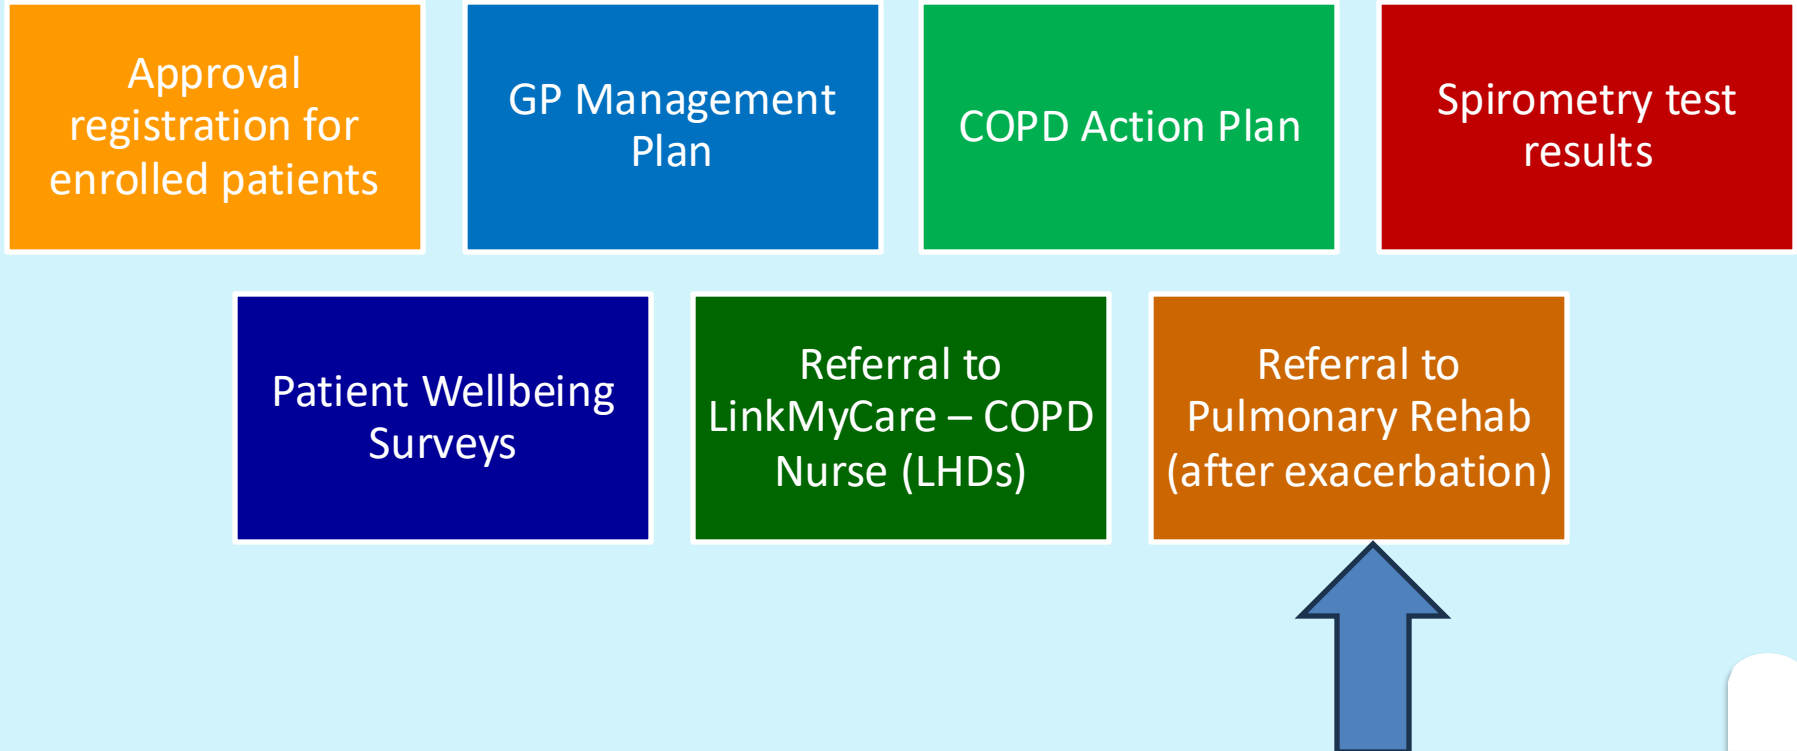 Approval
registration for
enrolled patients
GP Management
Plan
COPD Action Plan
Spirometry test
results
Patient Wellbeing
Surveys
Referral to
LinkMyCare – COPD
Nurse (LHDs)
Referral to
Pulmonary Rehab
(after exacerbation)